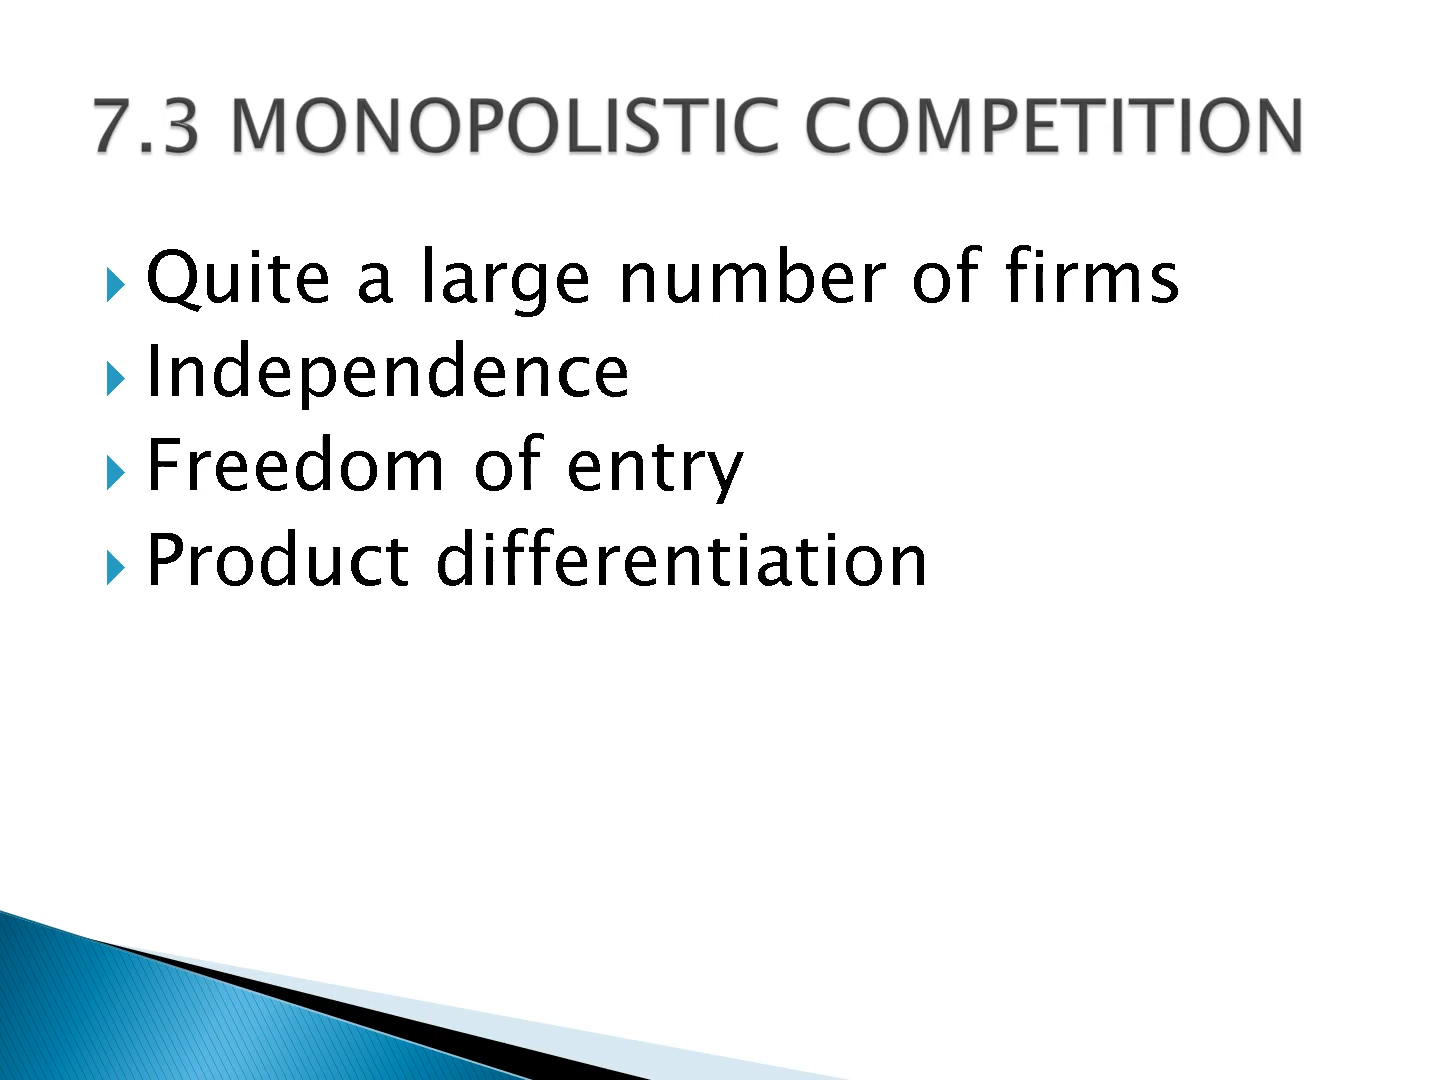 7.3 MONOPOLISTIC COMPETITION
Quite a large number of firms
Independence
Freedom of entry
Product differentiation